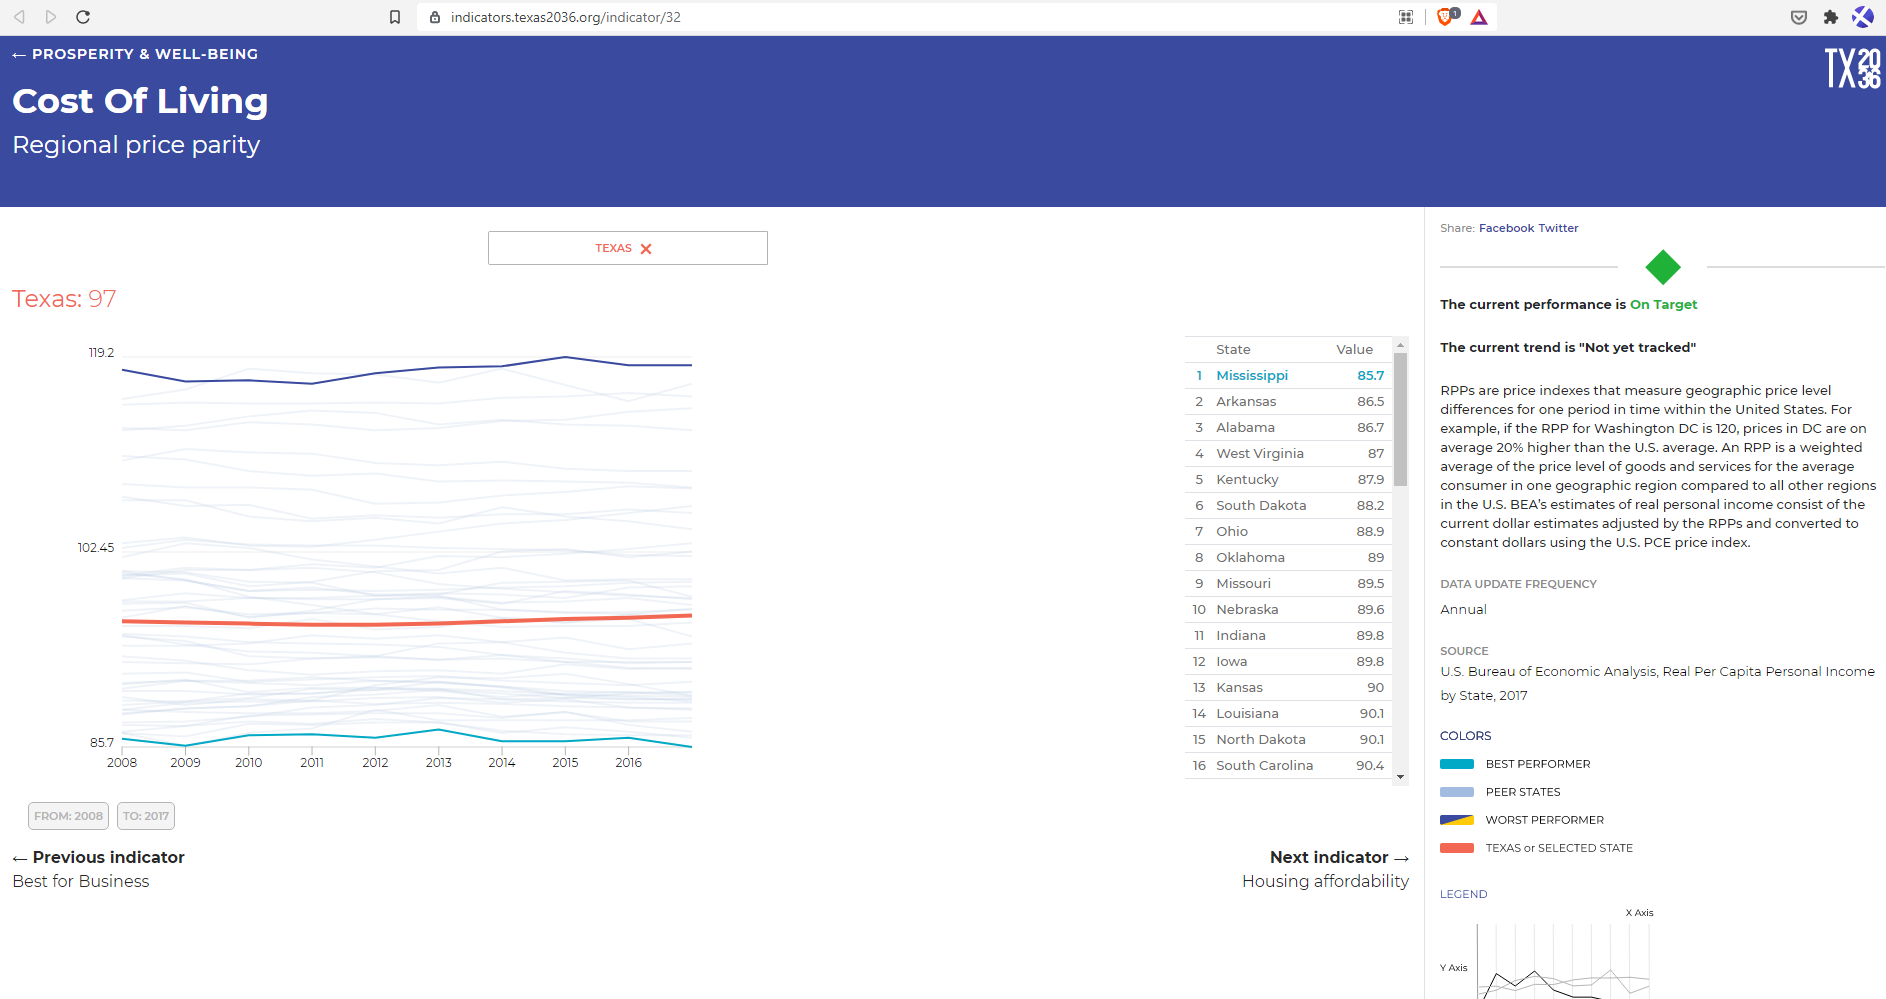 indicators.texas2036.org/indicator/32
1
← PROSPERITY & WELL-BEING
TX2036
Cost Of Living
Regional price parity
TEXAS ×
Texas: 97
119.2
102.45
85.7
2008 2009 2010 2011 2012 2013 2014 2015 2016
FROM: 2008 TO: 2017
State Value
1 Mississippi 85.7
2 Arkansas 86.5
3 Alabama 86.7
4 West Virginia 87
5 Kentucky 87.9
6 South Dakota 88.2
7 Ohio 88.9
8 Oklahoma 89
9 Missouri 89.5
10 Nebraska 89.6
11 Indiana 89.8
12 Iowa 89.8
13 Kansas 90
14 Louisiana 90.1
15 North Dakota 90.1
16 South Carolina 90.4
← Previous indicator
Best for Business
Next indicator →
Housing affordability
Share: Facebook Twitter
The current performance is On Target
The current trend is "Not yet tracked"
RPPs are price indexes that measure geographic price level
differences for one period in time within the United States. For
example, if the RPP for Washington DC is 120, prices in DC are on
average 20% higher than the U.S. average. An RPP is a weighted
average of the price level of goods and services for the average
consumer in one geographic region compared to all other regions
in the U.S. BEA’s estimates of real personal income consist of the
current dollar estimates adjusted by the RPPs and converted to
constant dollars using the U.S. PCE price index.
DATA UPDATE FREQUENCY
Annual
SOURCE
U.S. Bureau of Economic Analysis, Real Per Capita Personal Income
by State, 2017
COLORS
BEST PERFORMER
PEER STATES
WORST PERFORMER
TEXAS or SELECTED STATE
LEGEND
X Axis
Y Axis